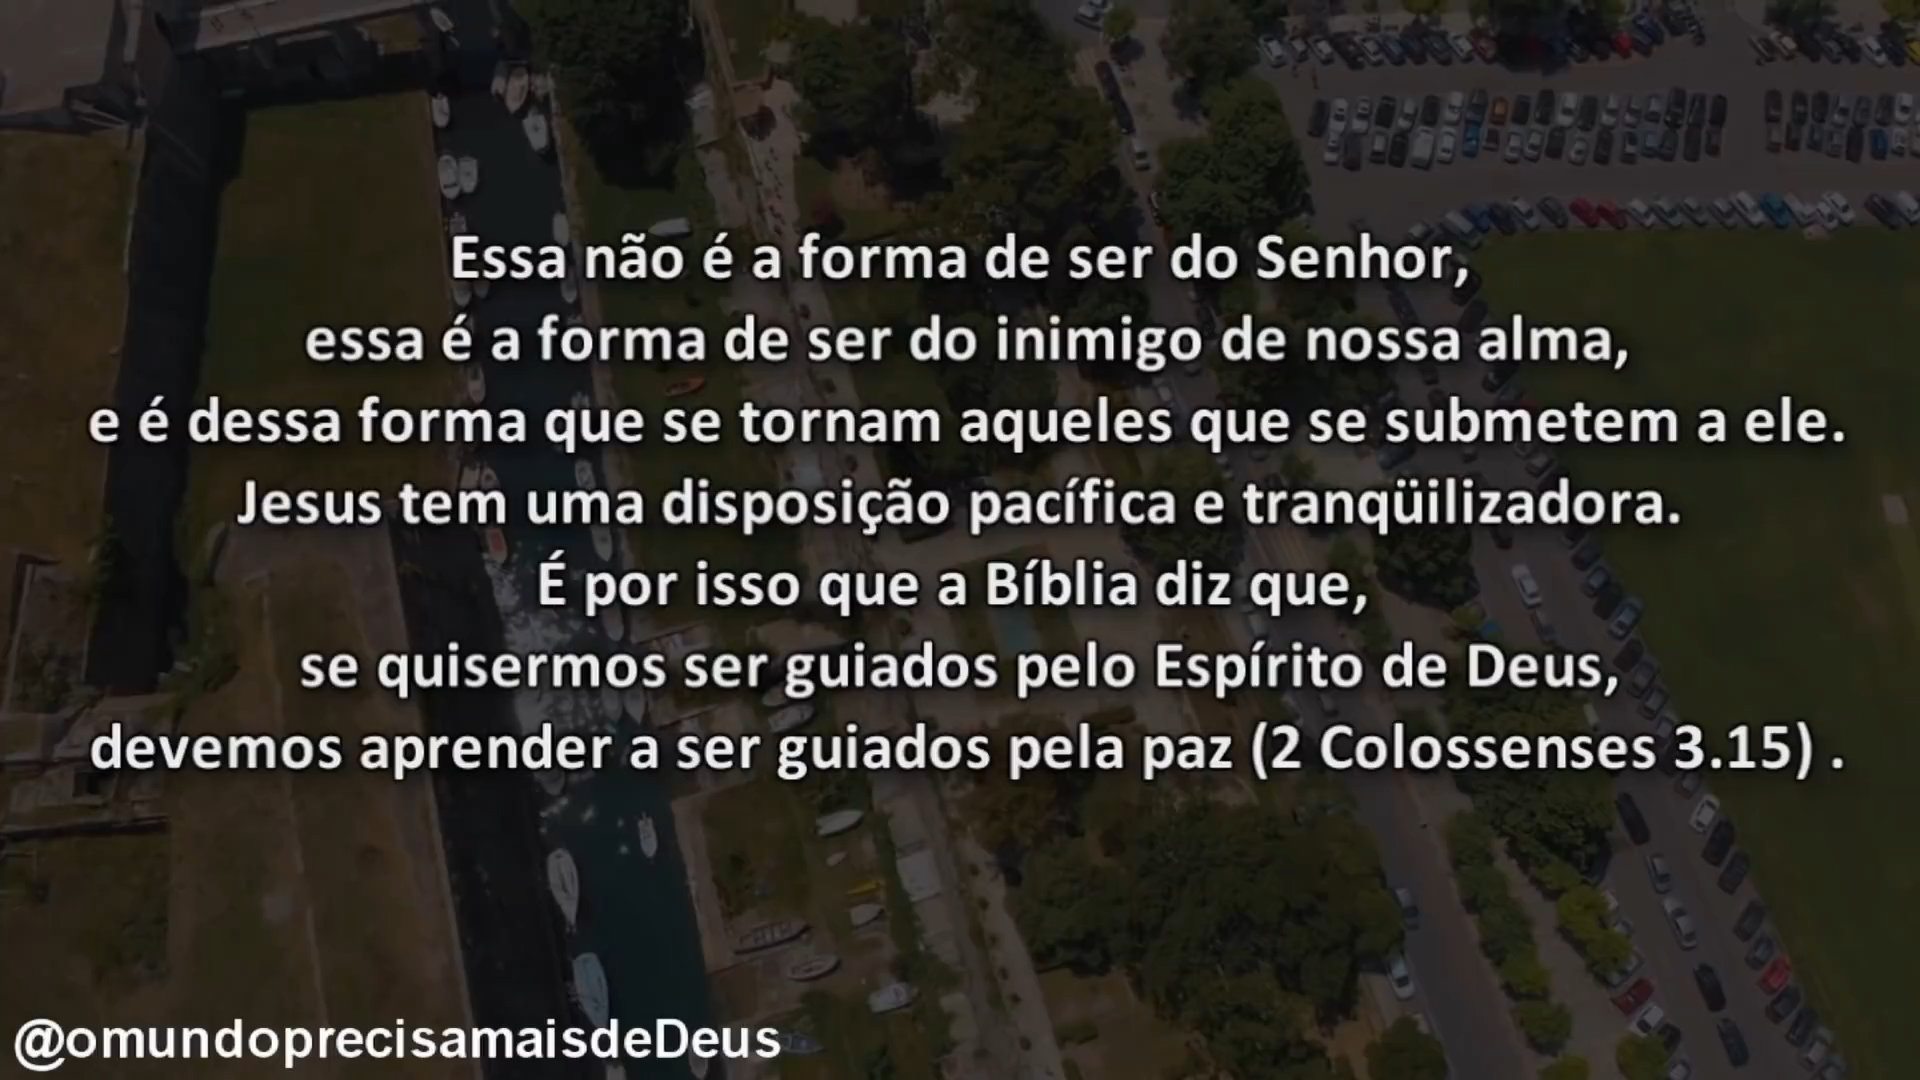 Essa não é a forma de ser do Senhor,
essa é a forma de ser do inimigo de nossa alma,
e é dessa forma que se tornam aqueles que se submetem a ele.
Jesus tem uma disposição pacífica e tranqüilizadora.
É por isso que a Bíblia diz que,
se quisermos ser guiados pelo Espírito de Deus,
devemos aprender a ser guiados pela paz (2 Colossenses 3.15) .
@omundoprecisamaisdeDeus